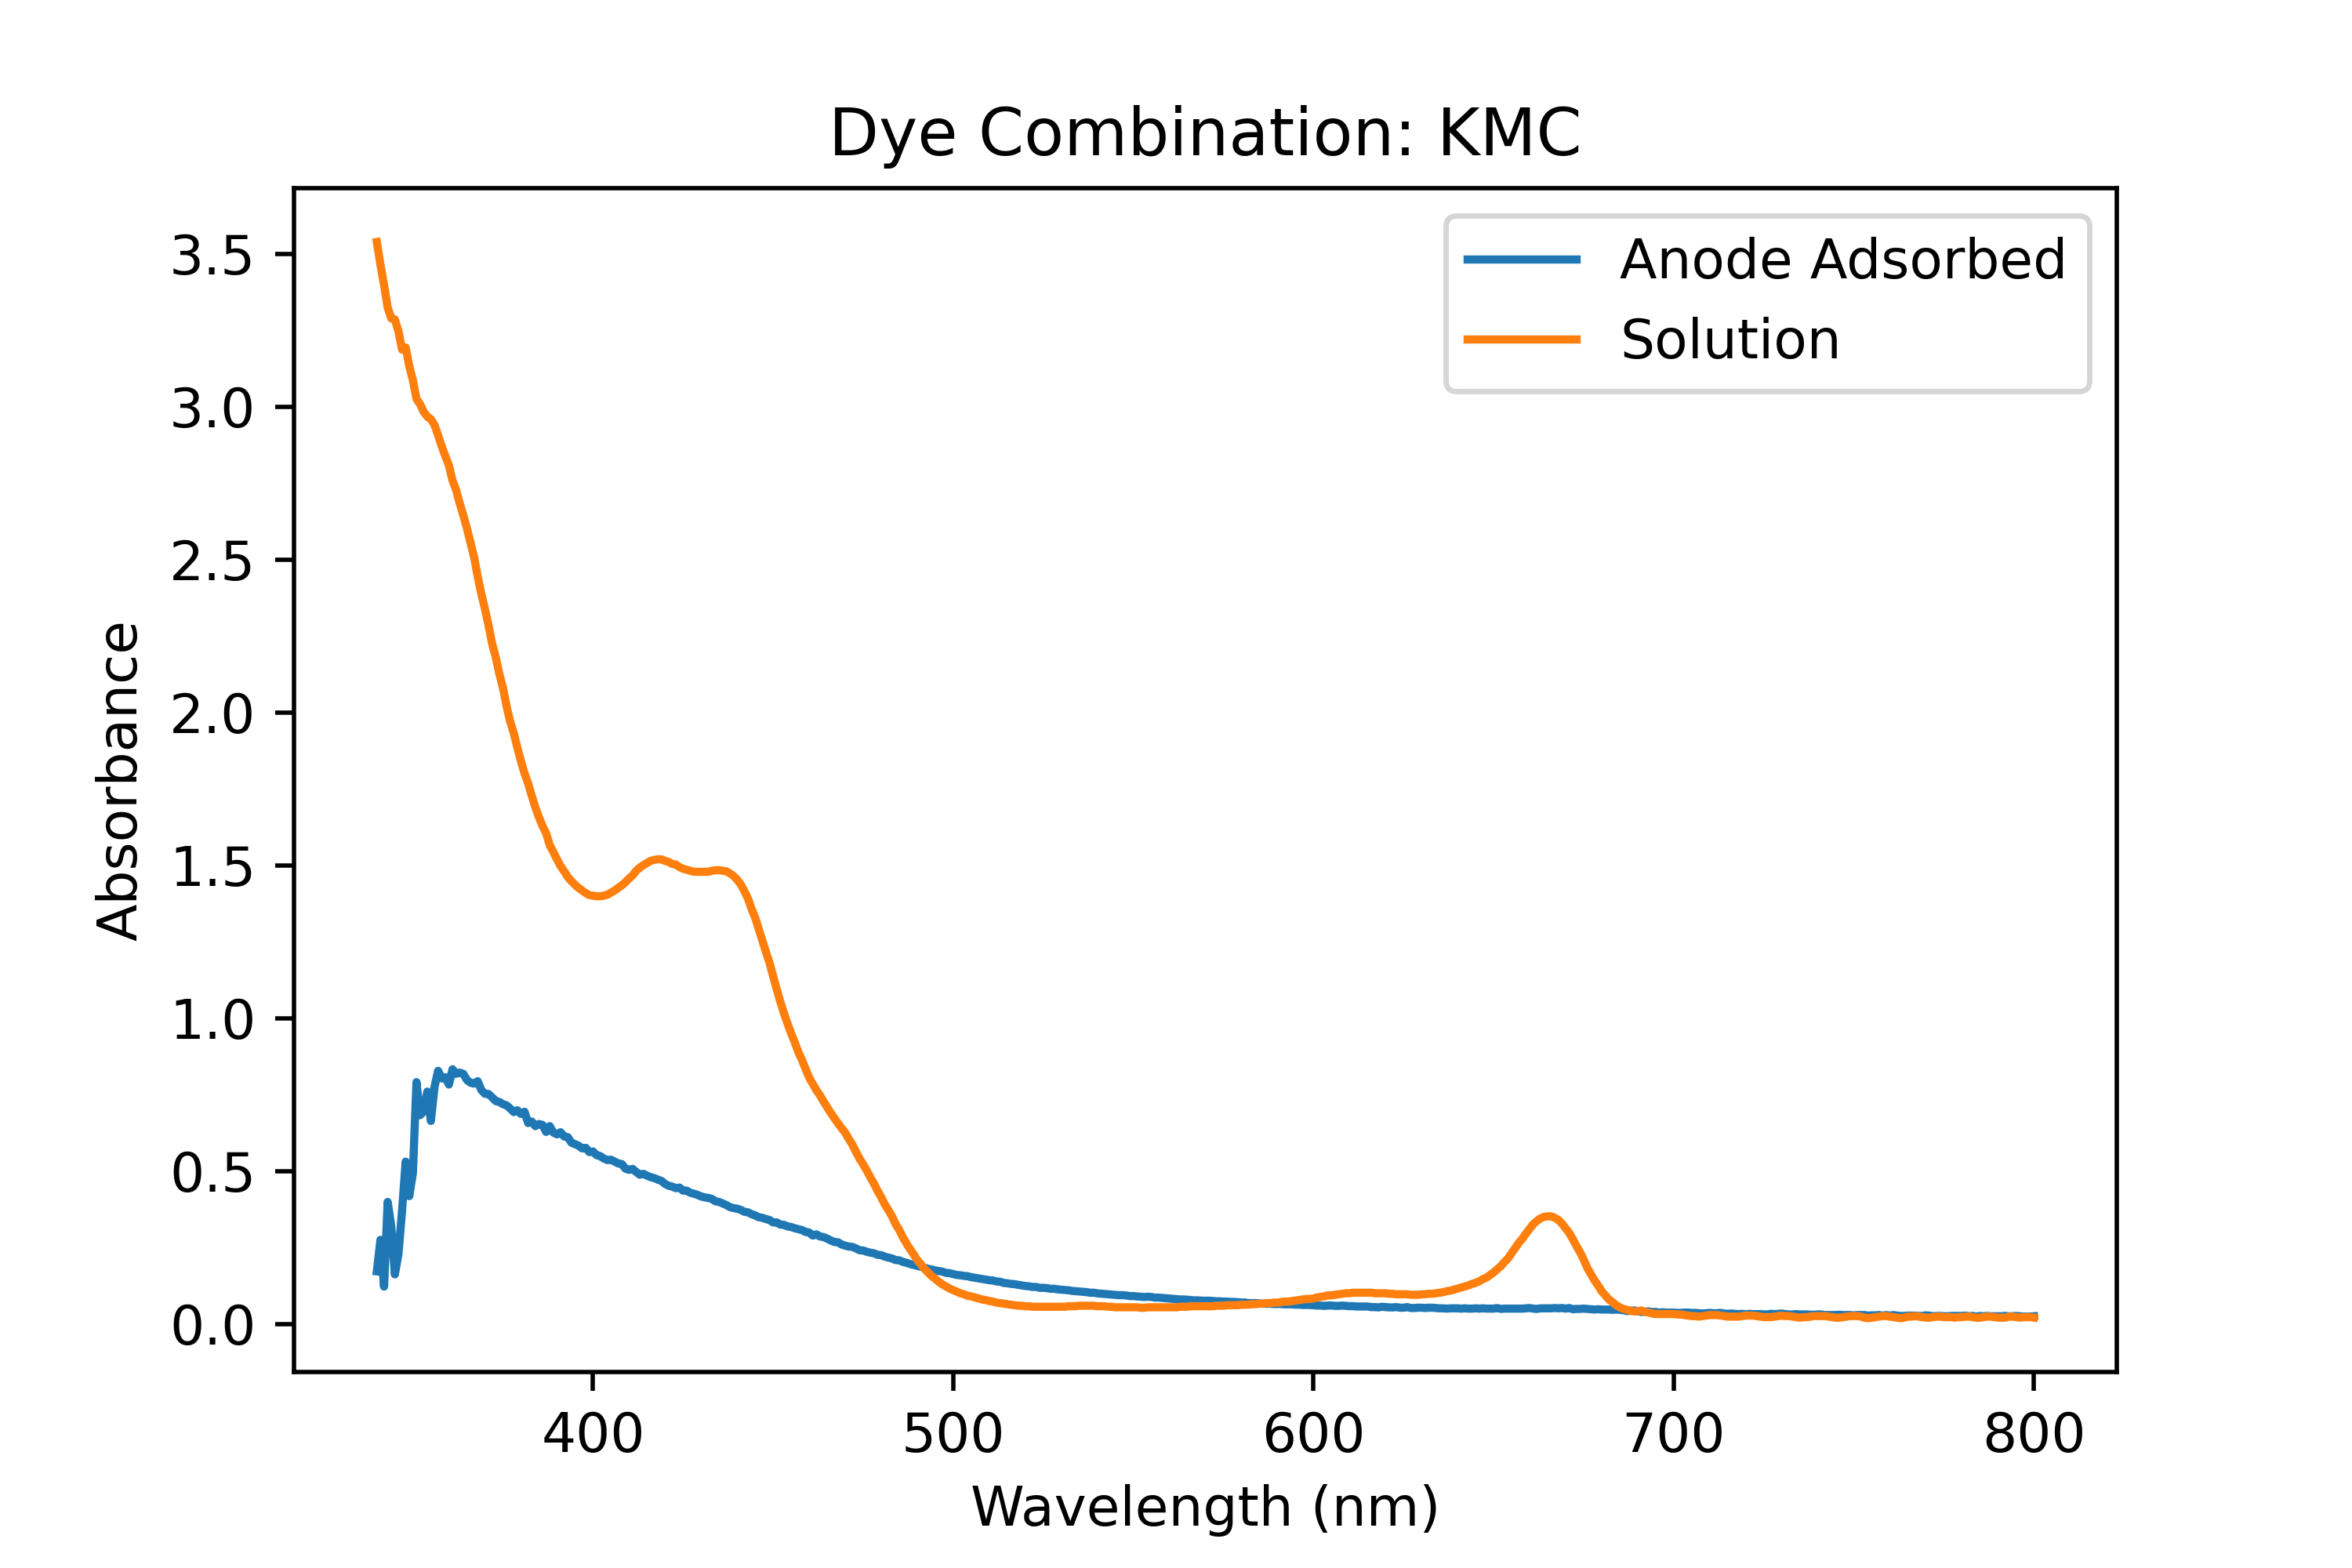 Dye Combination: KMC
Anode Adsorbed
Solution
3.5
3.0
2.5
2.0
1.5
1.0
0.5
0.0
Absorbance
400 500 600 700 800
Wavelength (nm)